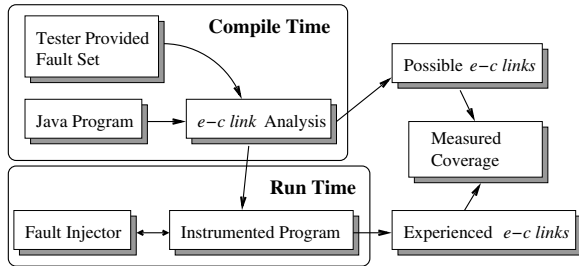 Compile Time
Tester Provided
Fault Set
Possible e−c links
Java Program
e−c link Analysis
Measured
Coverage
Run Time
Fault Injector
Instrumented Program
Experienced e−c links